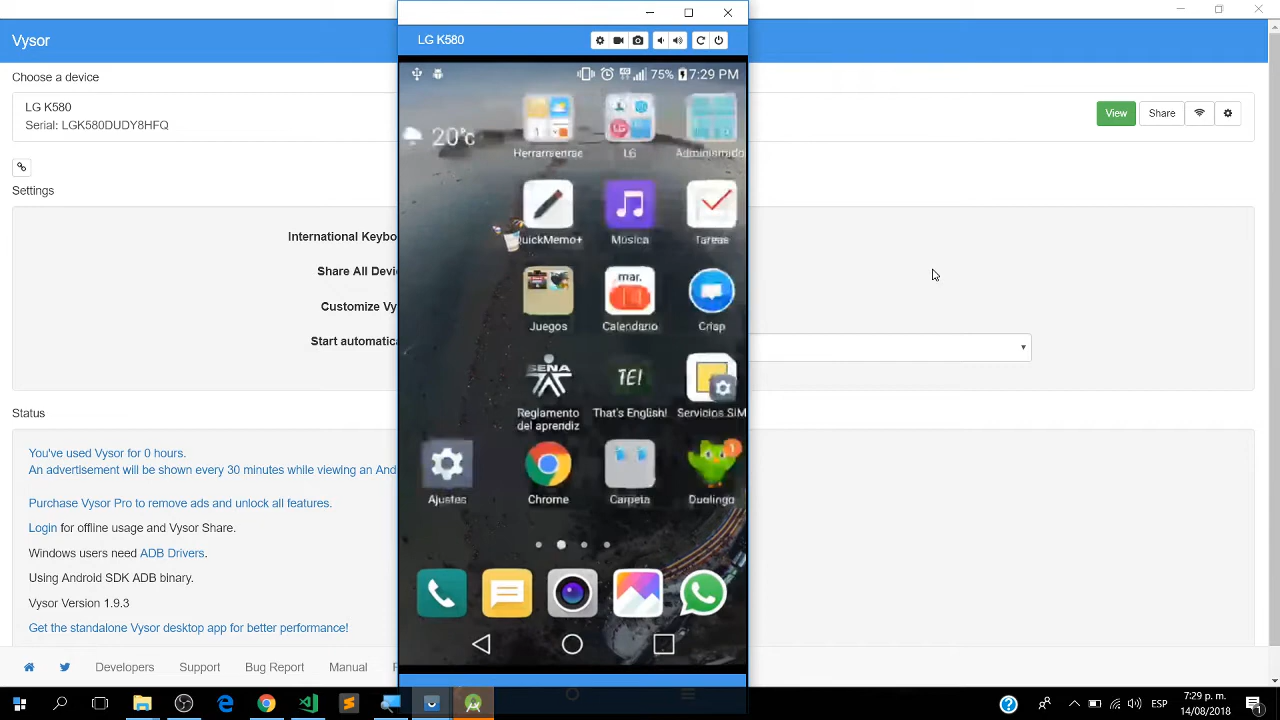 LG K580
Vysor
Choose a device
LG K580
Serial: LGK580DUDY8HFQ
View
Share
Settings
International Keybo
Share All Devi
Customize Vy
Start automatica
Status
You've used Vysor for 0 hours.
An advertisement will be shown every 30 minutes while viewing an And
Purchase Vysor Pro to remove ads and unlock all features.
Login for offline usage and Vysor Share.
Windows users need ADB Drivers.
Using Android SDK ADB binary.
Vysor Version 1.9.3
Get the standalone Vysor desktop app for better performance!
Developers Support Bug Report Manual
75% 7:29 PM
20°c
LG
QuickMemo+ Música Tareas
mar.
Juegos Calendario Crisp
SENA TE!
Reglamento That's English! Servicios SIM
del aprendiz
1
Ajustes Chrome Carpeta Duolingo
ESP
7:29 p. m.
14/08/2018
1